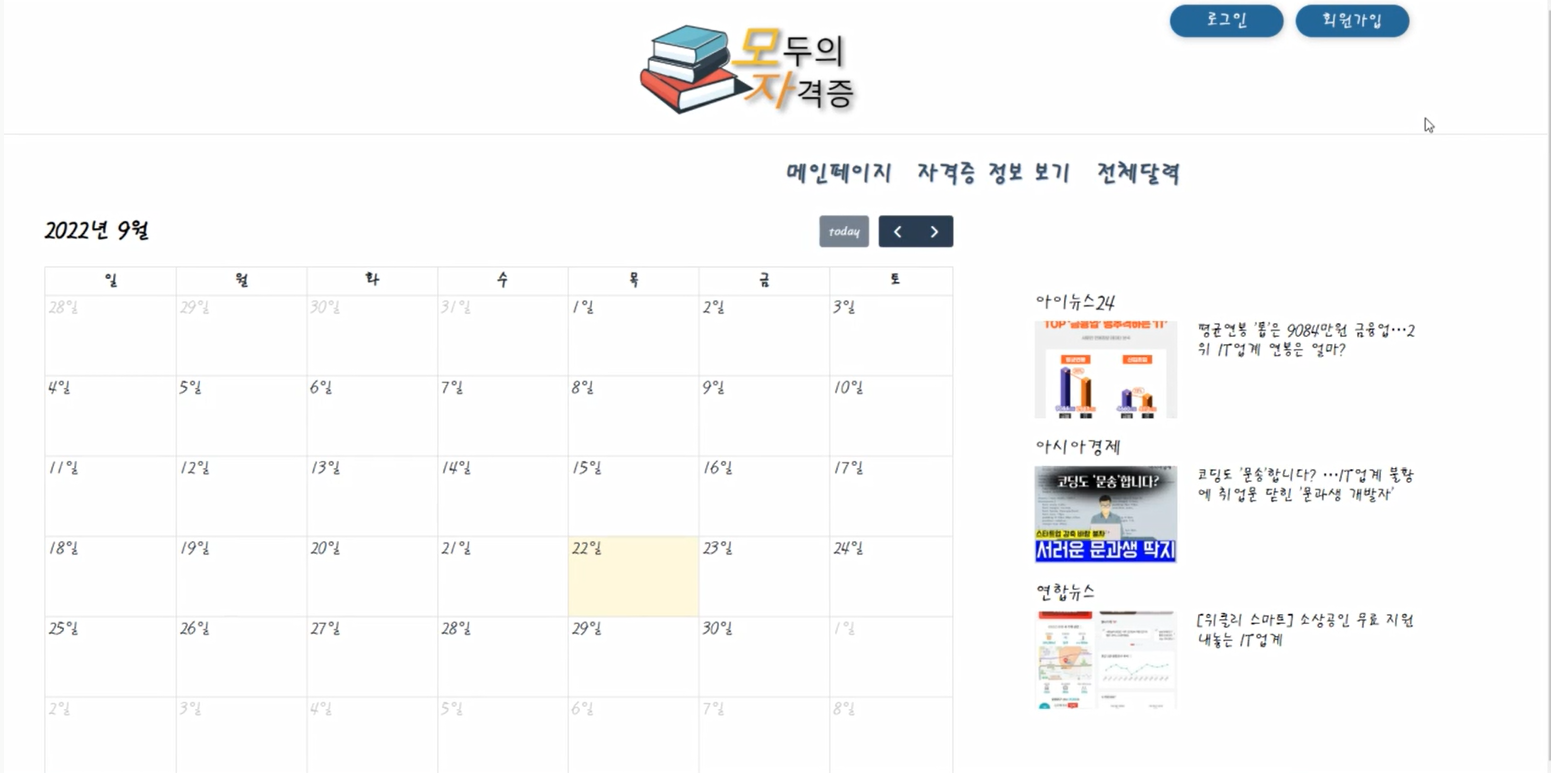 로그인 회원가입
모두의
자격증
메인페이지 자격증 정보 보기 전체달력
2022년 9월 today
일 월 화 수 목 금 토
28일 29일 30일 31일 1일 2일 3일
4일 5일 6일 7일 8일 9일 10일
11일 12일 13일 14일 15일 16일 17일
18일 19일 20일 21일 22일 23일 24일
25일 26일 27일 28일 29일 30일 1일
2일 3일 4일 5일 6일 7일 8일
아이뉴스24
평균연봉 '톱'은 9084만원 금융업…2
위 IT업계 연봉은 얼마?
아시아경제
코딩도 '문송'합니다?
스타트업 감축 바람 불자
서러운 문과생 딱지
코딩도 '문송'합니다? …IT업계 불황
에 취업문 닫힌 '문과생 개발자'
연합뉴스
[위클리 스마트] 소상공인 무료 지원
내놓는 IT업계